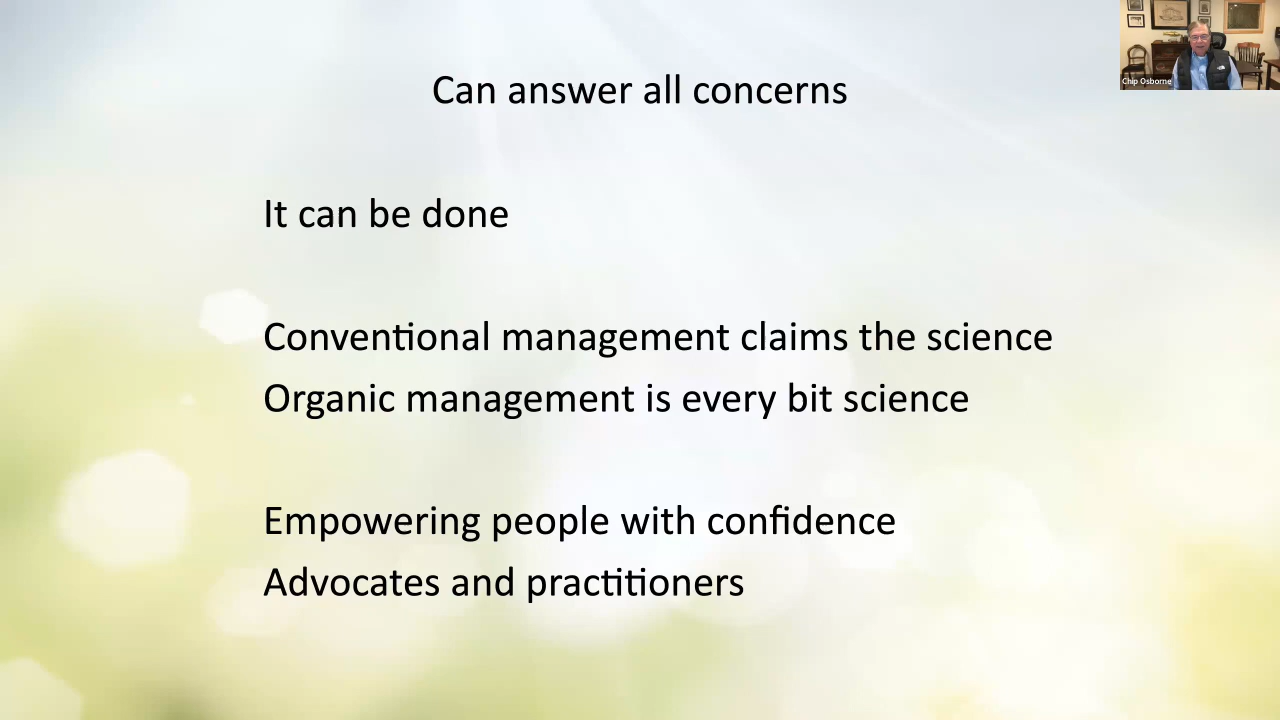 Chip Osborne
Can answer all concerns
It can be done
Conventional management claims the science
Organic management is every bit science
Empowering people with confidence
Advocates and practitioners